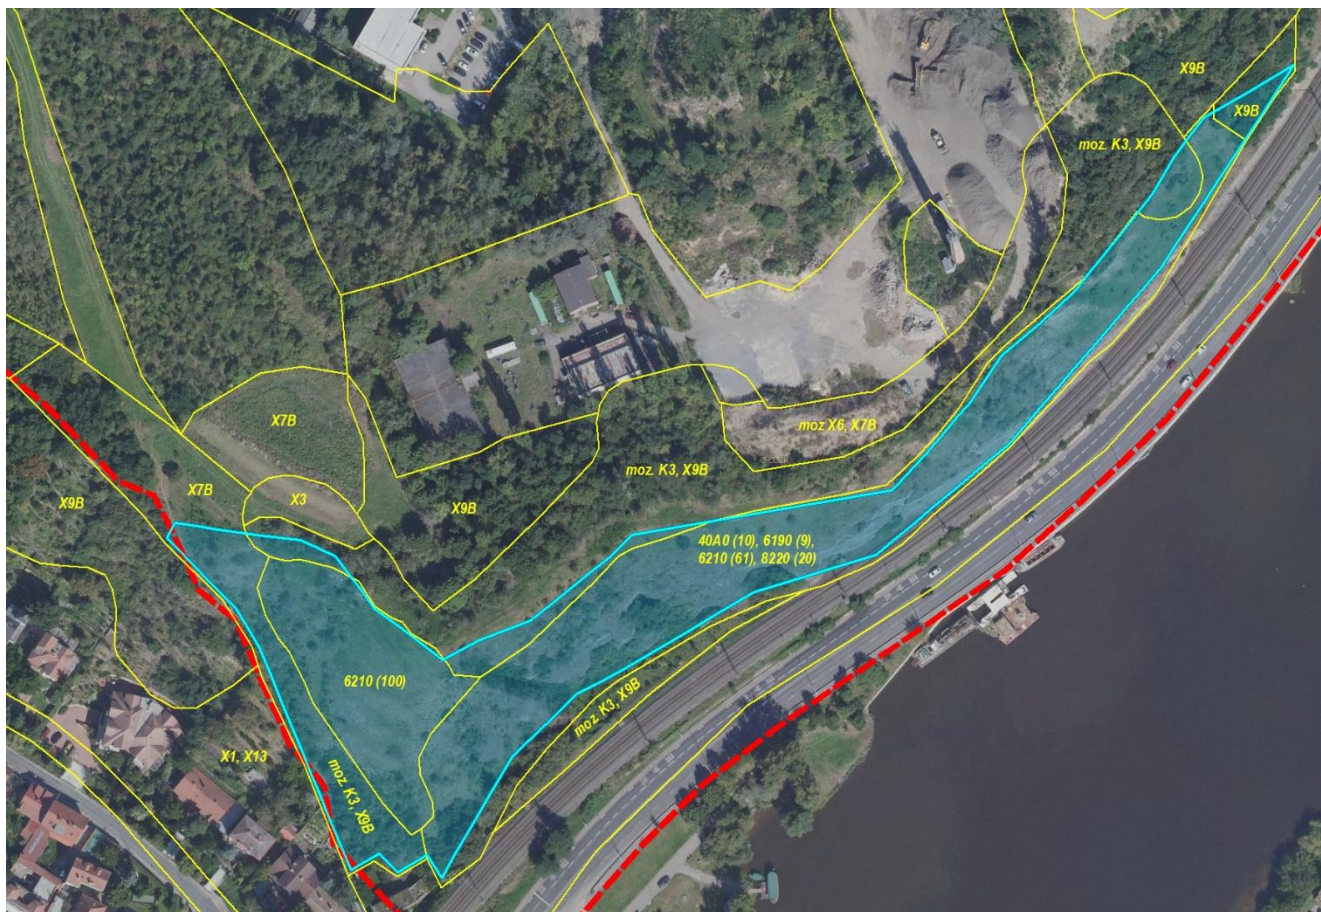 X9B
X9B
moz. K3, X9B
X7B
moz X6, X7B
moz. K3, X9B
X7B
X3
X9B
X9B
40A0 (10), 6190 (9),
6210 (61), 8220 (20)
6210 (100)
moz. K3, X9B
X1, X13
moz. K3, X9B